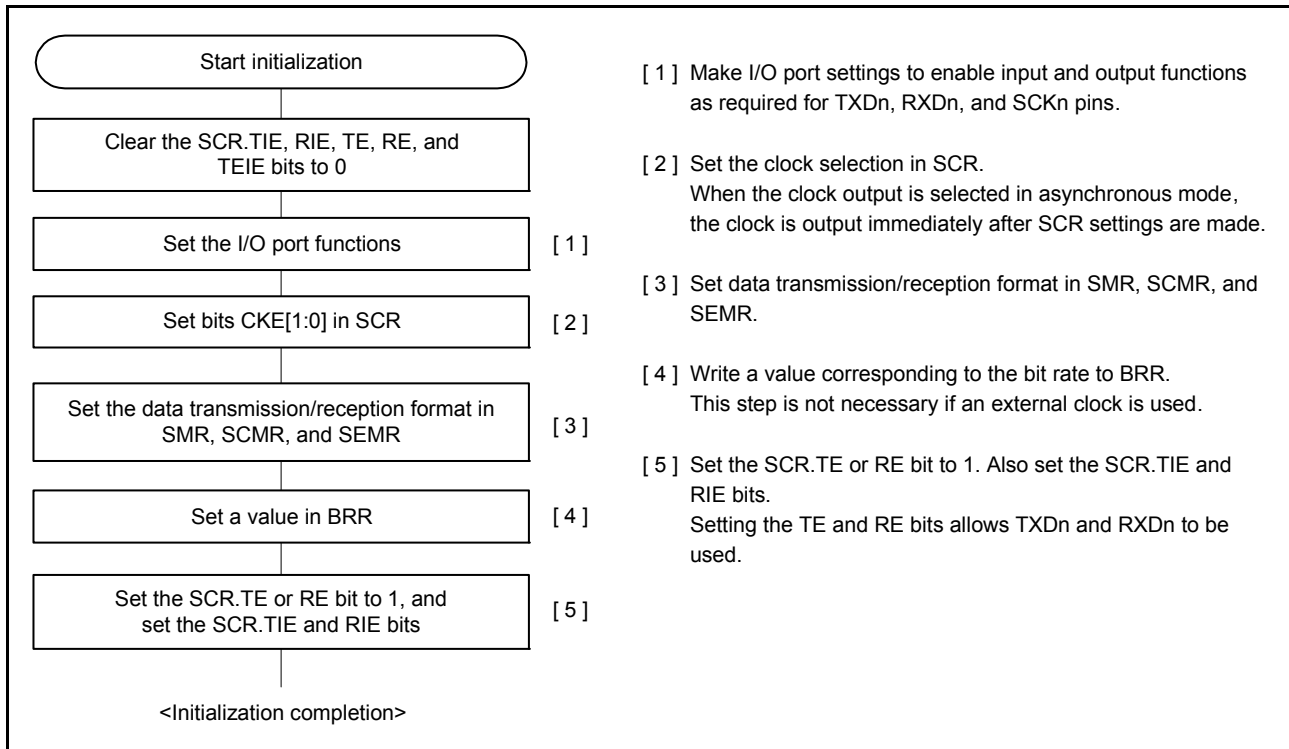 Start initialization
Clear the SCR.TIE, RIE, TE, RE, and
TEIE bits to 0
Set the I/O port functions
[ 1 ]
Set bits CKE[1:0] in SCR
[ 2 ]
Set the data transmission/reception format in
SMR, SCMR, and SEMR
[ 3 ]
Set a value in BRR
[ 4 ]
Set the SCR.TE or RE bit to 1, and
set the SCR.TIE and RIE bits
[ 5 ]
<Initialization completion>
[ 1 ] Make I/O port settings to enable input and output functions
as required for TXDn, RXDn, and SCKn pins.
[ 2 ] Set the clock selection in SCR.
When the clock output is selected in asynchronous mode,
the clock is output immediately after SCR settings are made.
[ 3 ] Set data transmission/reception format in SMR, SCMR, and
SEMR.
[ 4 ] Write a value corresponding to the bit rate to BRR.
This step is not necessary if an external clock is used.
[ 5 ] Set the SCR.TE or RE bit to 1. Also set the SCR.TIE and
RIE bits.
Setting the TE and RE bits allows TXDn and RXDn to be
used.